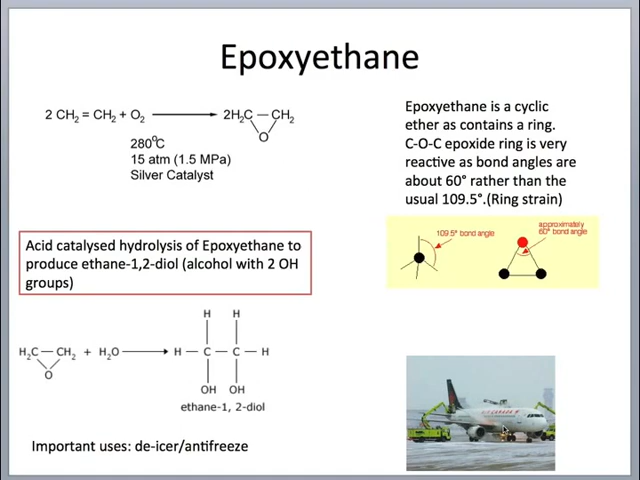 Epoxyethane
2 CH2 = CH2 + O2 → 2H2C — CH2
O
280⁰C
15 atm (1.5 MPa)
Silver Catalyst
Epoxyethane is a cyclic
ether as contains a ring.
C-O-C epoxide ring is very
reactive as bond angles are
about 60° rather than the
usual 109.5°.(Ring strain)
109.5° bond angle
approximately
60° bond angle
Acid catalysed hydrolysis of Epoxyethane to
produce ethane-1,2-diol (alcohol with 2 OH
groups)
H H
H2C — CH2 + H2O → H — C — C — H
O
OH OH
ethane-1, 2-diol
AIR CANADA
Important uses: de-icer/antifreeze